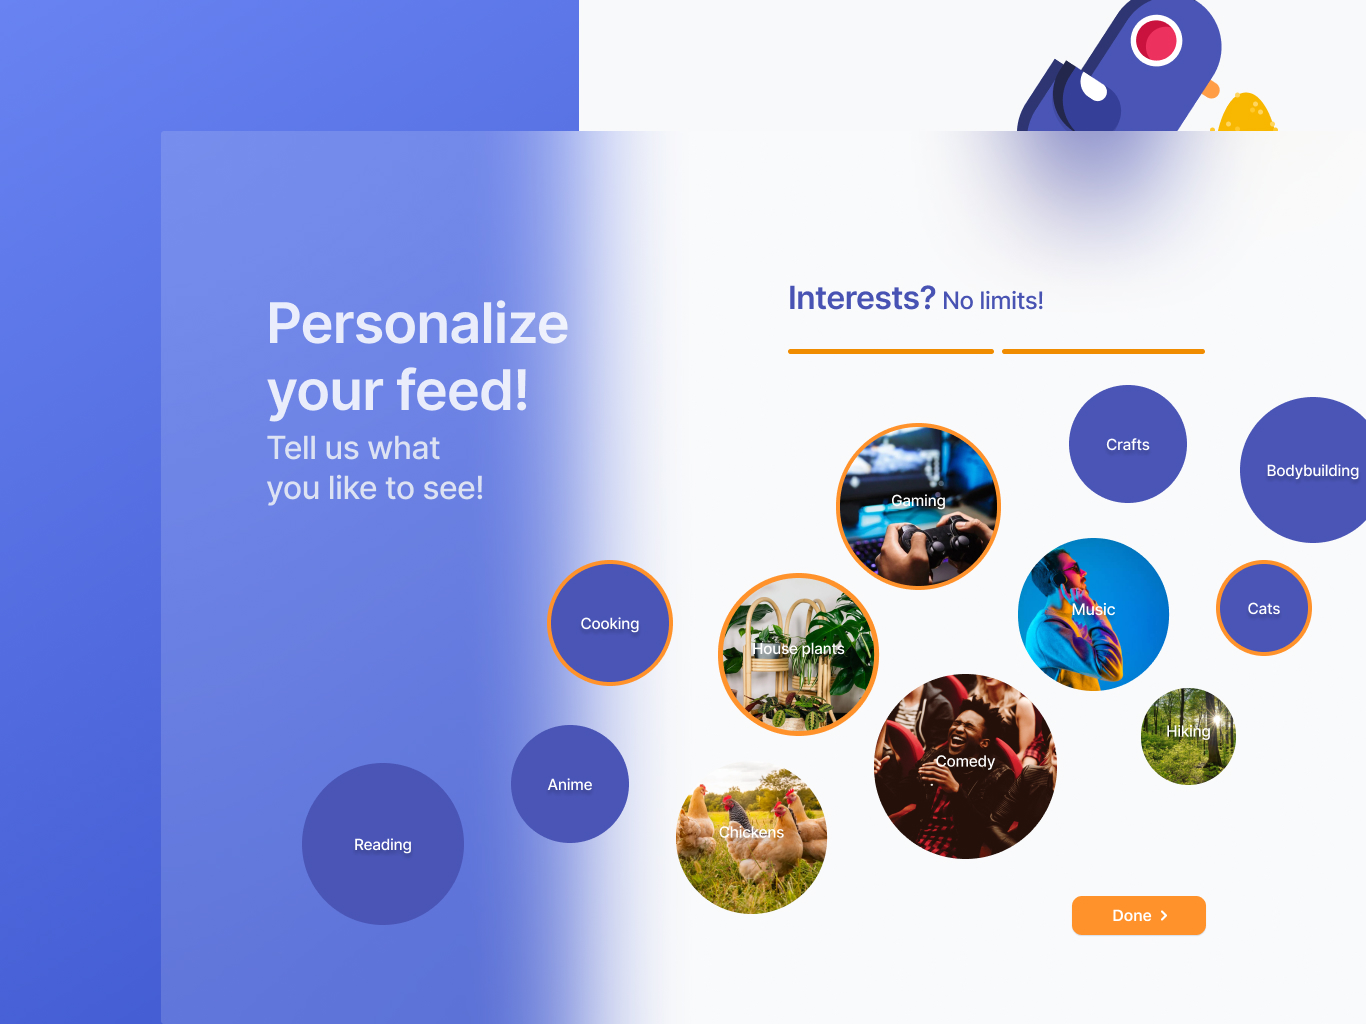 Personalize
your feed!
Tell us what
you like to see!
Interests? No limits!
Crafts
Bodybuilding
Gaming
Music
Cats
Cooking
House plants
Hiking
Comedy
Anime
Chickens
Reading
Done